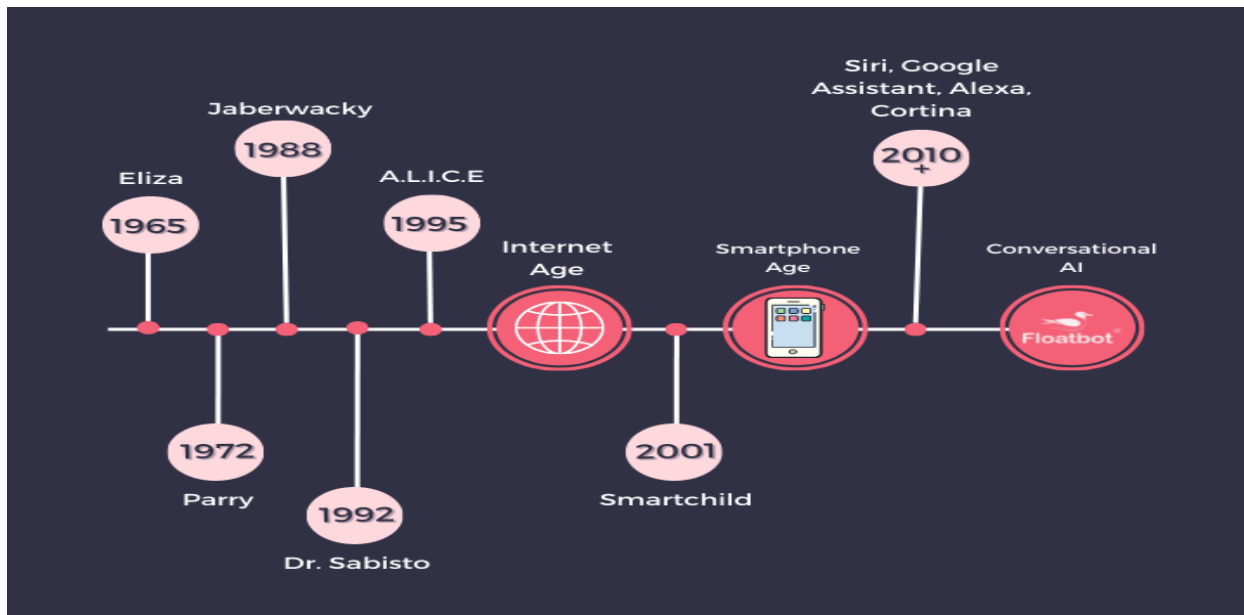 Eliza
1965
1972
Parry
Jaberwacky
1988
1992
Dr. Sabisto
A.L.I.C.E
1995
Internet
Age
2001
Smartchild
Smartphone
Age
Siri, Google
Assistant, Alexa,
Cortina
2010
+
Conversational
AI
Floatbot®